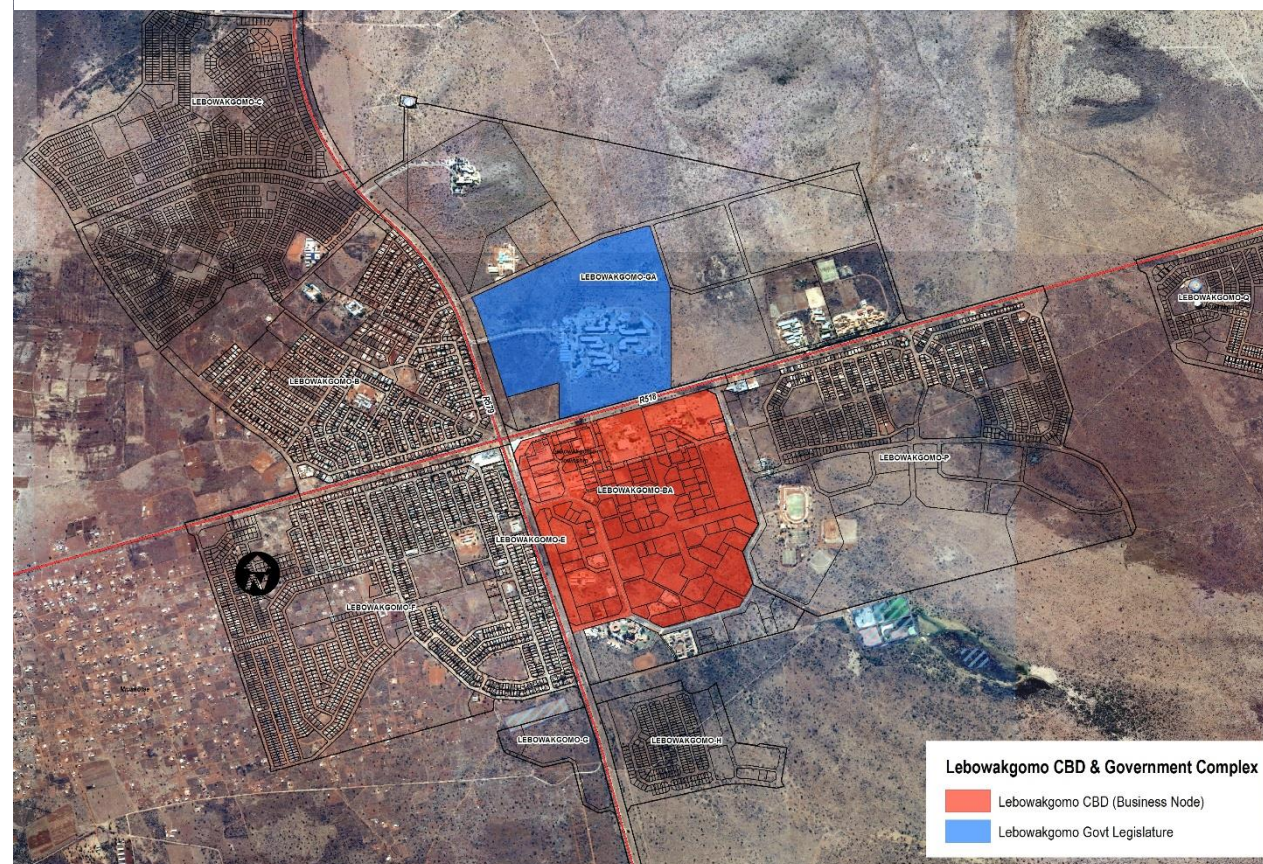 LEBOWAKGOMO-C
LEBOWAKGOMO-GA
LEBOWAKGOMO-Q
LEBOWAKGOMO-B
R579
R518
LEBOWAKGOMO-P
LEBOWAKGOMO-BA
LEBOWAKGOMO-E
N
LEBOWAKGOMO-F
LEBOWAKGOMO-G
LEBOWAKGOMO-H
Lebowakgomo CBD & Government Complex
Lebowakgomo CBD (Business Node)
Lebowakgomo Govt Legislature